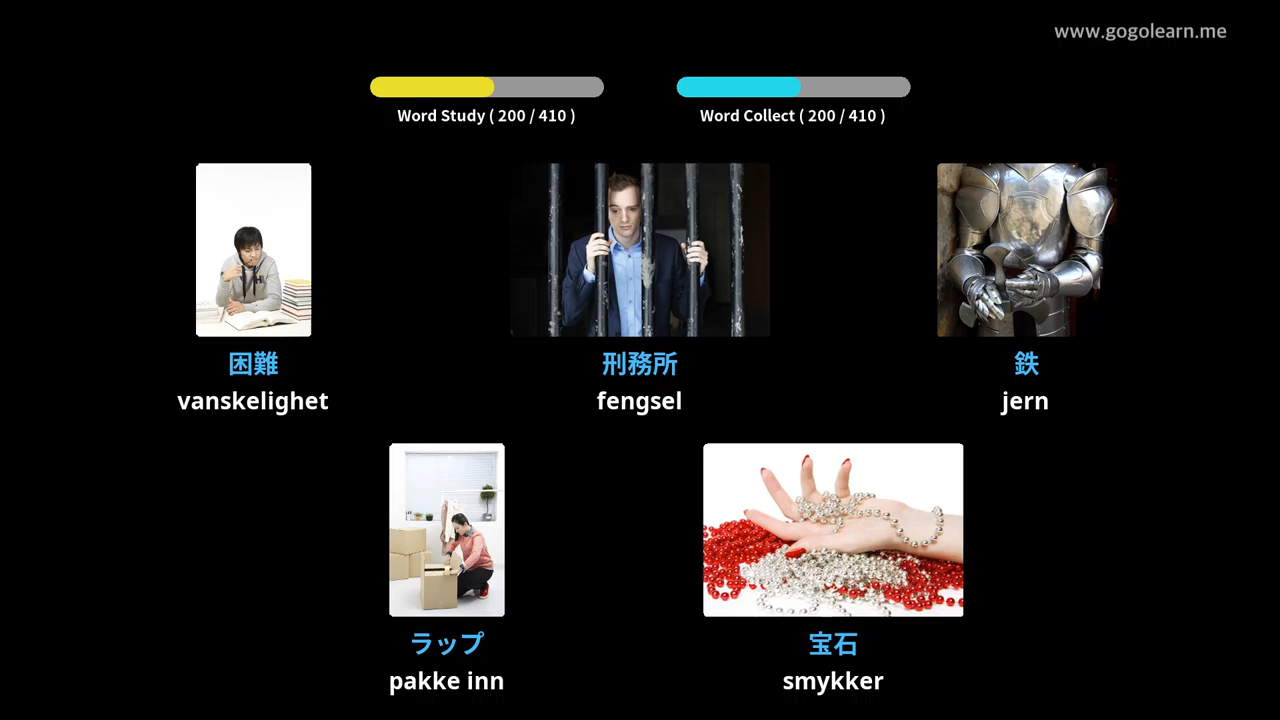 www.gogolearn.me
Word Study ( 200 / 410 )
Word Collect ( 200 / 410 )
困難
vanskelighet
刑務所
fengsel
鉄
jern
ラップ
pakke inn
宝石
smykker